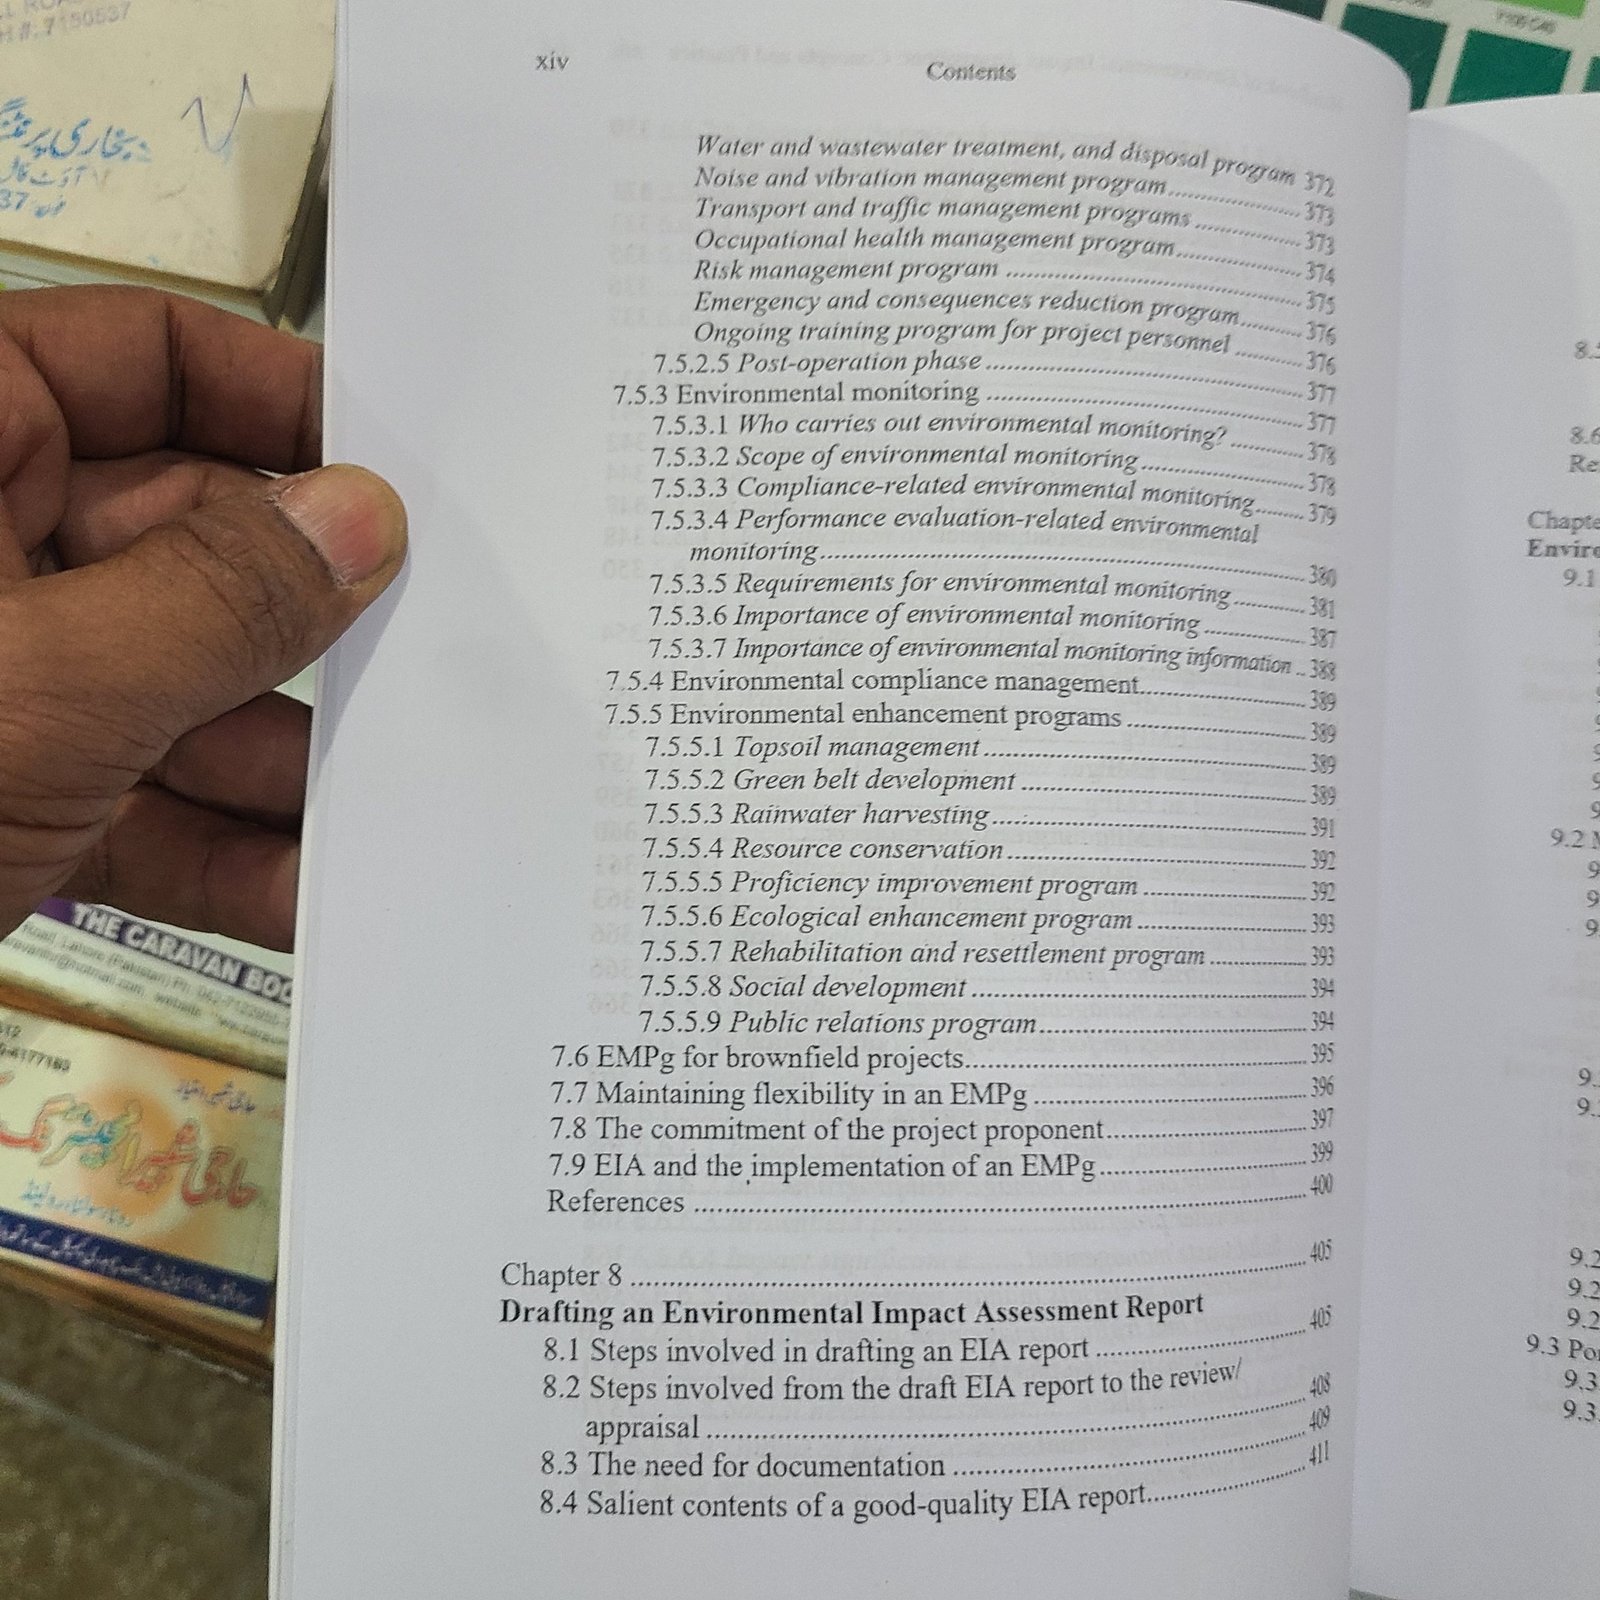 xiv
Contents
Water and wastewater treatment, and disposal program 372
Noise and vibration management program 373
Transport and traffic management programs 373
Occupational health management program 374
Risk management program 375
Emergency and consequences reduction program 376
Ongoing training program for project personnel 376
7.5.2.5 Post-operation phase 377
7.5.3 Environmental monitoring 377
7.5.3.1 Who carries out environmental monitoring? 378
7.5.3.2 Scope of environmental monitoring 378
7.5.3.3 Compliance-related environmental monitoring 379
7.5.3.4 Performance evaluation-related environmental
monitoring 380
7.5.3.5 Requirements for environmental monitoring 381
7.5.3.6 Importance of environmental monitoring 387
7.5.3.7 Importance of environmental monitoring information 388
7.5.4 Environmental compliance management 389
7.5.5 Environmental enhancement programs 389
7.5.5.1 Topsoil management 389
7.5.5.2 Green belt development 389
7.5.5.3 Rainwater harvesting 391
7.5.5.4 Resource conservation 392
7.5.5.5 Proficiency improvement program 392
7.5.5.6 Ecological enhancement program 393
7.5.5.7 Rehabilitation and resettlement program 393
7.5.5.8 Social development 394
7.5.5.9 Public relations program 394
7.6 EMPg for brownfield projects 395
7.7 Maintaining flexibility in an EMPg 396
7.8 The commitment of the project proponent 397
7.9 EIA and the implementation of an EMPg 399
References 400
Chapter 8 405
Drafting an Environmental Impact Assessment Report
8.1 Steps involved in drafting an EIA report 405
8.2 Steps involved from the draft EIA report to the review/
appraisal 408
8.3 The need for documentation 409
8.4 Salient contents of a good-quality EIA report 411
9.1
9.2
9.3
THE CARAVAN